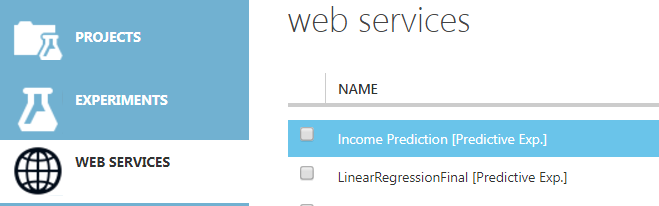 PROJECTS
EXPERIMENTS
WEB SERVICES
web services
NAME
Income Prediction [Predictive Exp.]
LinearRegressionFinal [Predictive Exp.]